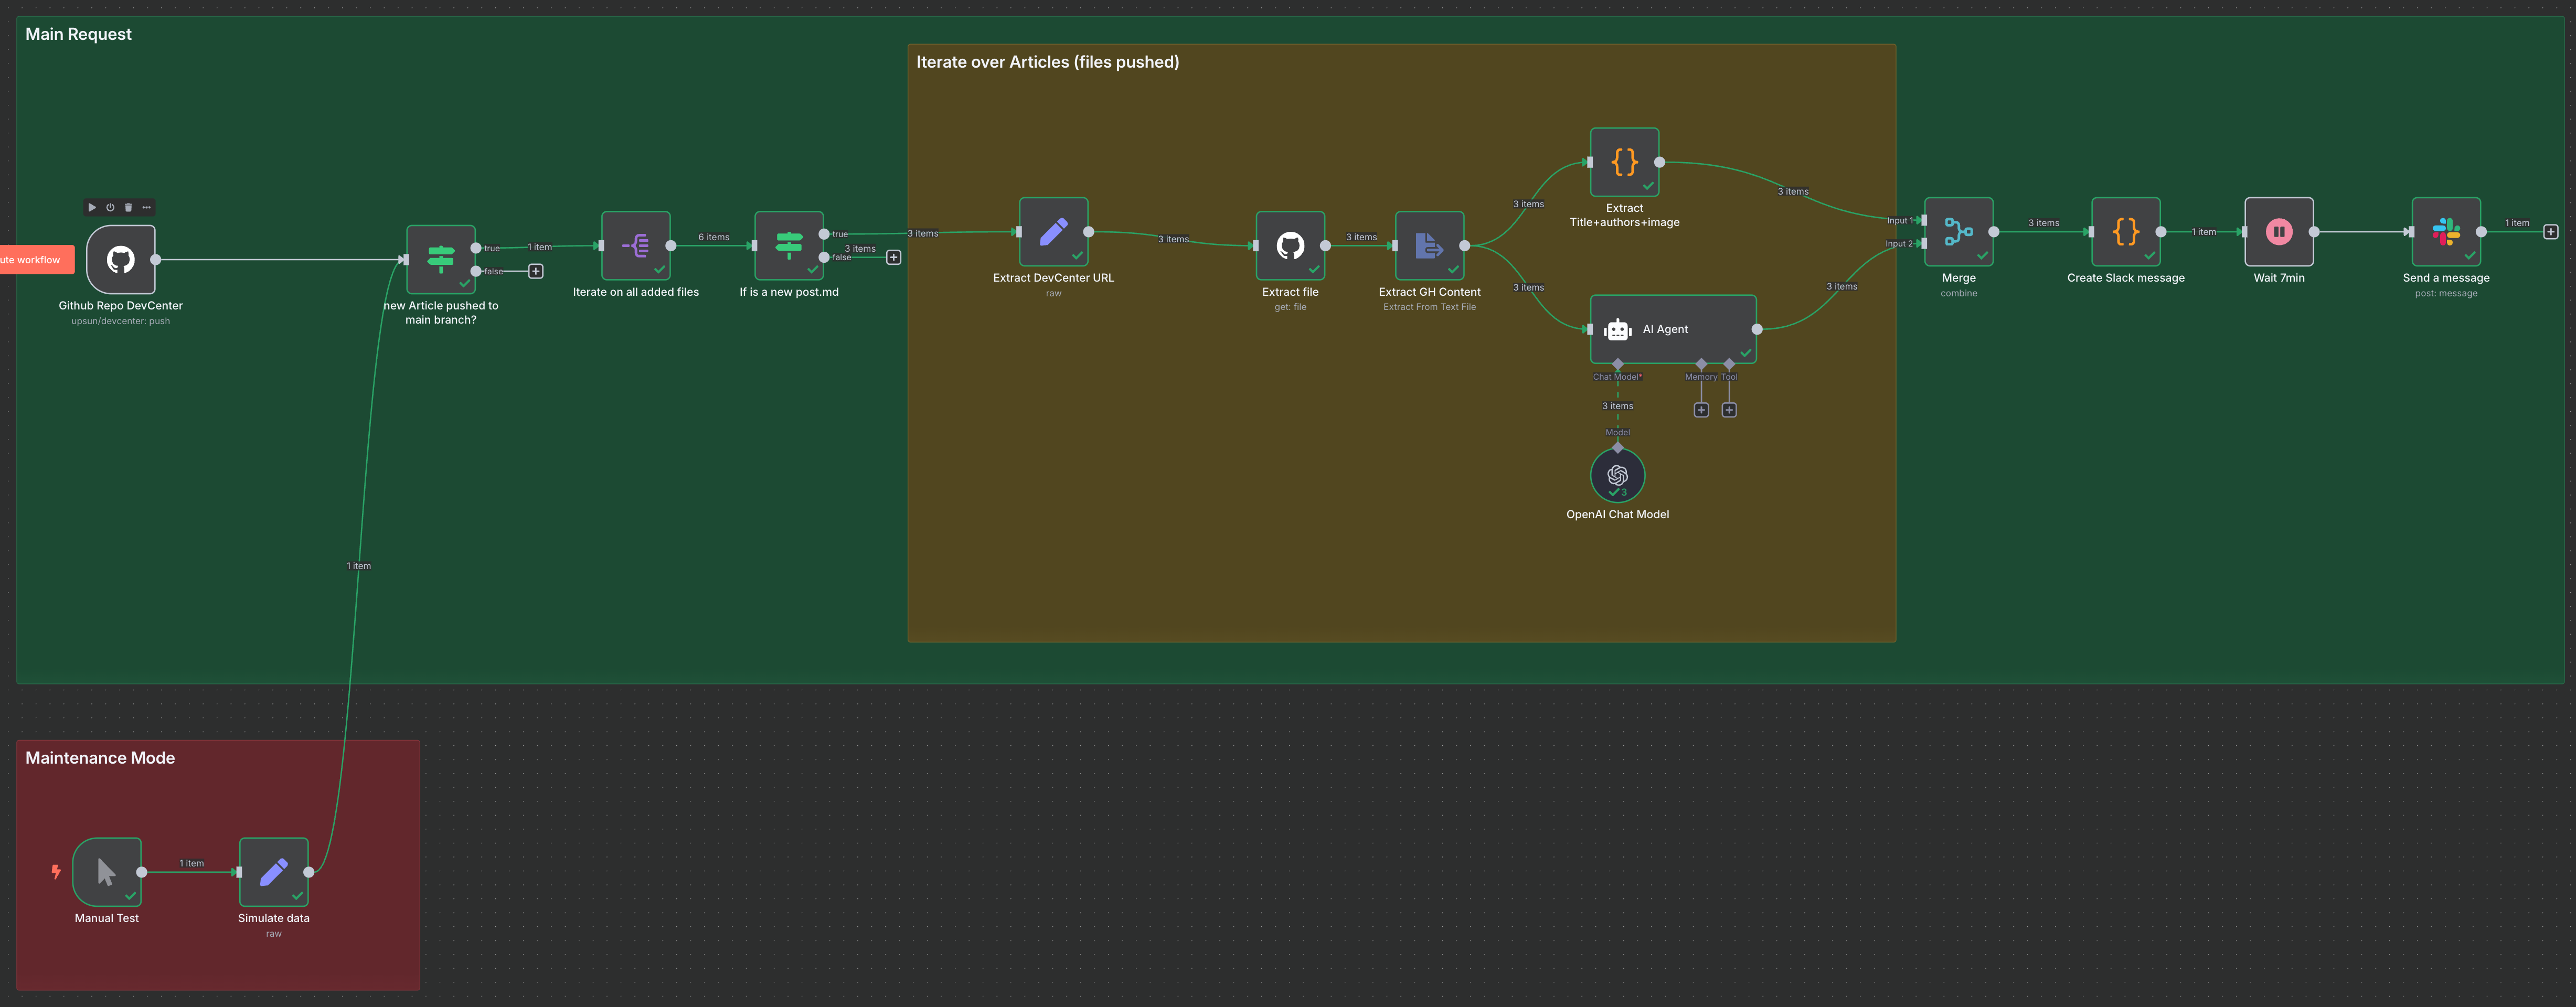 Main Request
Iterate over Articles (files pushed)
ute workflow
Github Repo DevCenter
upsun/devcenter: push
new Article pushed to
main branch?
true
false
1 item
Iterate on all added files
6 items
If is a new post.md
true
3 items
false
3 items
Extract DevCenter URL
raw
3 items
Extract file
get: file
3 items
Extract GH Content
Extract From Text File
3 items
3 items
{}
Extract
Title+authors+image
3 items
AI Agent
Chat Model*
Memory
Tool
3 items
Model
3
OpenAI Chat Model
3 items
Input 1
Input 2
Merge
combine
3 items
{}
Create Slack message
1 item
Wait 7min
Send a message
post: message
1 item
1 item
Maintenance Mode
Manual Test
1 item
Simulate data
raw